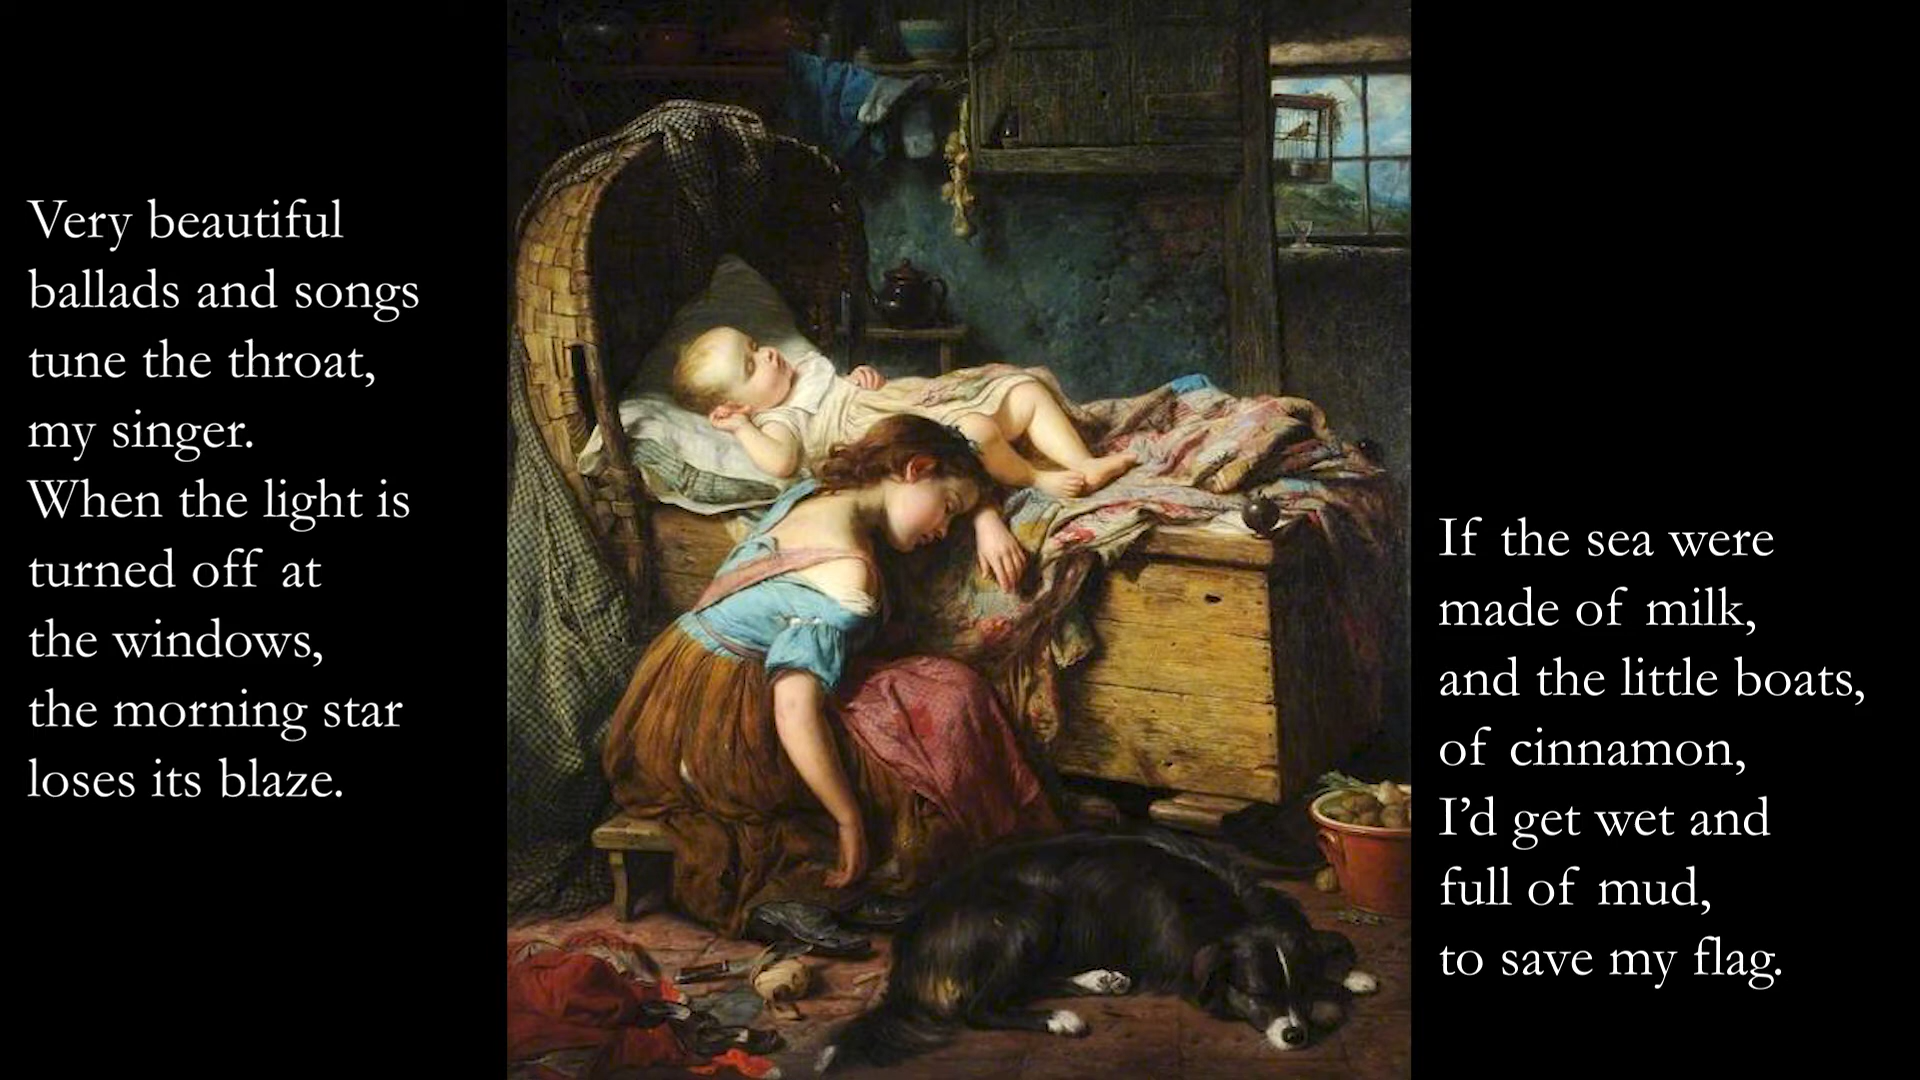 Very beautiful
ballads and songs
tune the throat,
my singer.
When the light is
turned off at
the windows,
the morning star
loses its blaze.
If the sea were
made of milk,
and the little boats,
of cinnamon,
I’d get wet and
full of mud,
to save my flag.